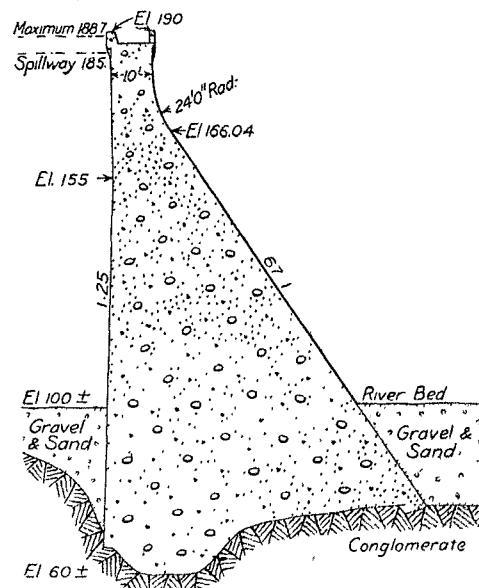 El 190
Maximum 188.7
Spillway 185.
10'
24'0" Rad.
El 166.04
El. 155
.67
1
1.25
El 100 ±
River Bed
Gravel
& Sand
Gravel &
Sand
Conglomerate
El 60 ±